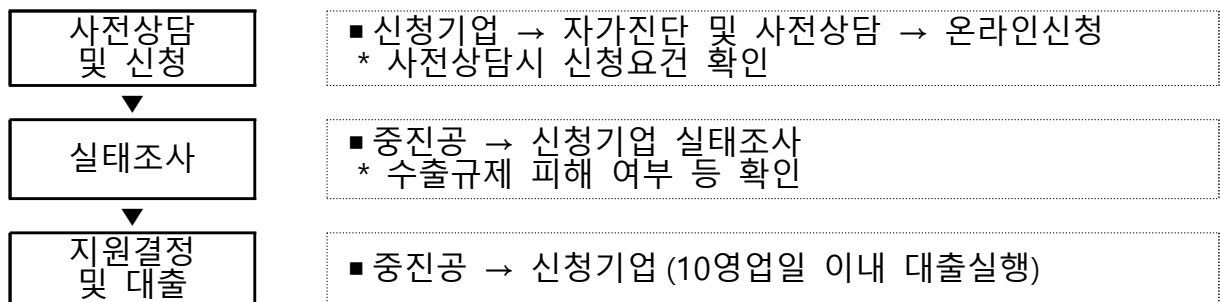 사전상담
및 신청
■ 신청기업 → 자가진단 및 사전상담 → 온라인신청
* 사전상담시 신청요건 확인
▼
실태조사
■ 중진공 → 신청기업 실태조사
* 수출규제 피해 여부 등 확인
▼
지원결정
및 대출
■ 중진공 → 신청기업 (10영업일 이내 대출실행)